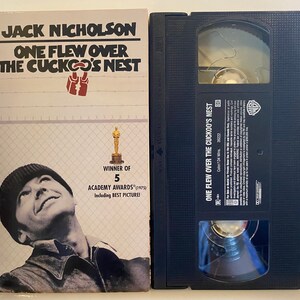 JACK NICHOLSON
ONE FLEW OVER
THE CUCKOO'S NEST
WINNER OF
5
ACADEMY AWARDS
Including BEST PICTURE!
ONE FLEW OVER THE CUCKOO'S NEST